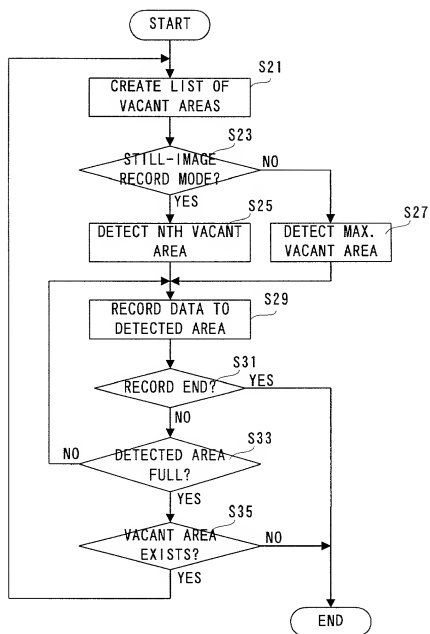 START
S21
CREATE LIST OF
VACANT AREAS
S23
STILL-IMAGE
RECORD MODE?
NO
YES
S25
DETECT NTH VACANT
AREA
S27
DETECT MAX.
VACANT AREA
S29
RECORD DATA TO
DETECTED AREA
S31
RECORD END?
YES
NO
S33
DETECTED AREA
FULL?
NO
YES
S35
VACANT AREA
EXISTS?
NO
YES
END